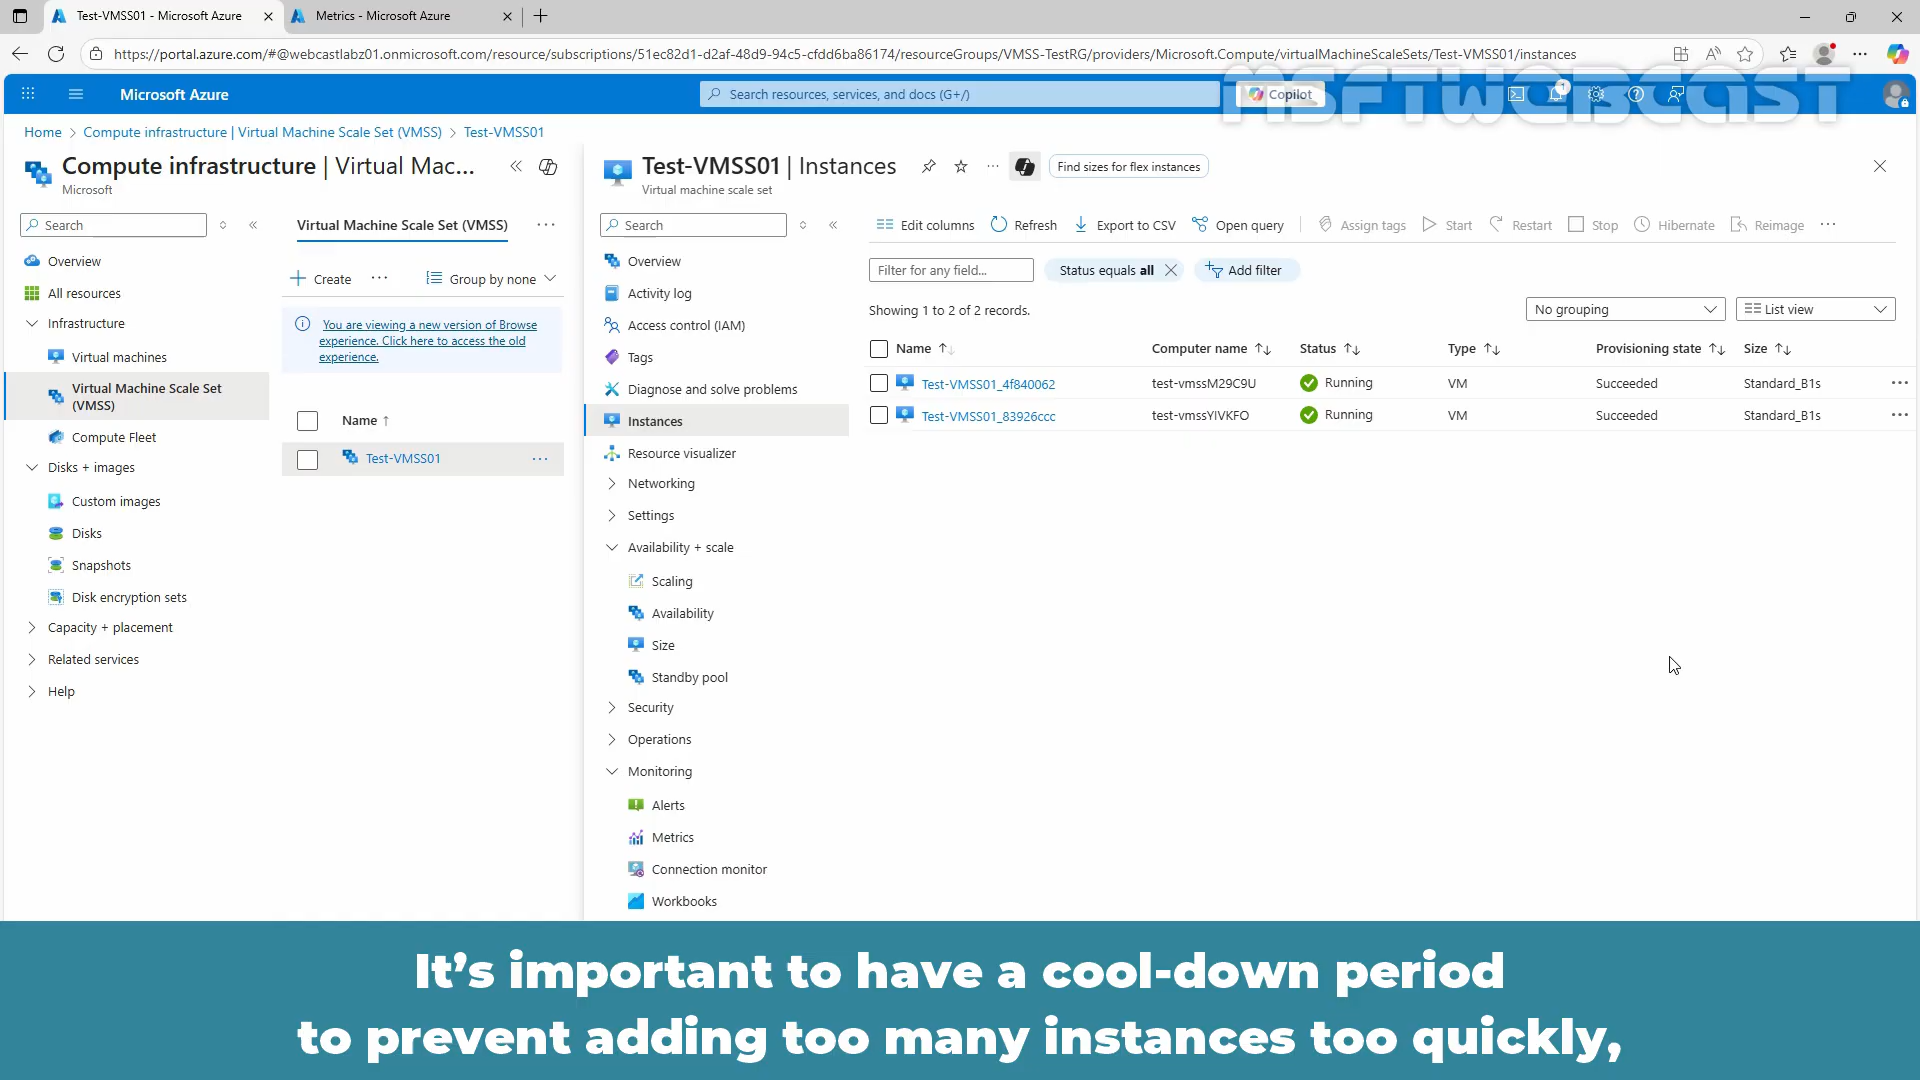 Test-VMSS01 - Microsoft Azure
Metrics - Microsoft Azure
https://portal.azure.com/#@webcastlabz01.onmicrosoft.com/resource/subscriptions/51ec82d1-d2af-48d9-94c5-cfdd6ba86174/resourceGroups/VMSS-TestRG/providers/Microsoft.Compute/virtualMachineScaleSets/Test-VMSS01/instances
Microsoft Azure
Search resources, services, and docs (G+/)
Copilot
1
MSFTWEBCAST
Home > Compute infrastructure | Virtual Machine Scale Set (VMSS) > Test-VMSS01
Compute infrastructure | Virtual Mac...
Microsoft
Search
Overview
All resources
Infrastructure
Virtual machines
Virtual Machine Scale Set
(VMSS)
Compute Fleet
Disks + images
Custom images
Disks
Snapshots
Disk encryption sets
Capacity + placement
Related services
Help
Virtual Machine Scale Set (VMSS)
Create
Group by none
You are viewing a new version of Browse
experience. Click here to access the old
experience.
Name ↑
Test-VMSS01
Test-VMSS01 | Instances
Virtual machine scale set
Find sizes for flex instances
Search
Overview
Activity log
Access control (IAM)
Tags
Diagnose and solve problems
Instances
Resource visualizer
Networking
Settings
Availability + scale
Scaling
Availability
Size
Standby pool
Security
Operations
Monitoring
Alerts
Metrics
Connection monitor
Workbooks
Edit columns Refresh Export to CSV Open query Assign tags Start Restart Stop Hibernate Reimage
Filter for any field...
Status equals all
Add filter
Showing 1 to 2 of 2 records.
No grouping
List view
Name Computer name Status Type Provisioning state Size
Test-VMSS01_4f840062 test-vmssM29C9U Running VM Succeeded Standard_B1s
Test-VMSS01_83926ccc test-vmssYIVKFO Running VM Succeeded Standard_B1s
It’s important to have a cool-down period
to prevent adding too many instances too quickly,